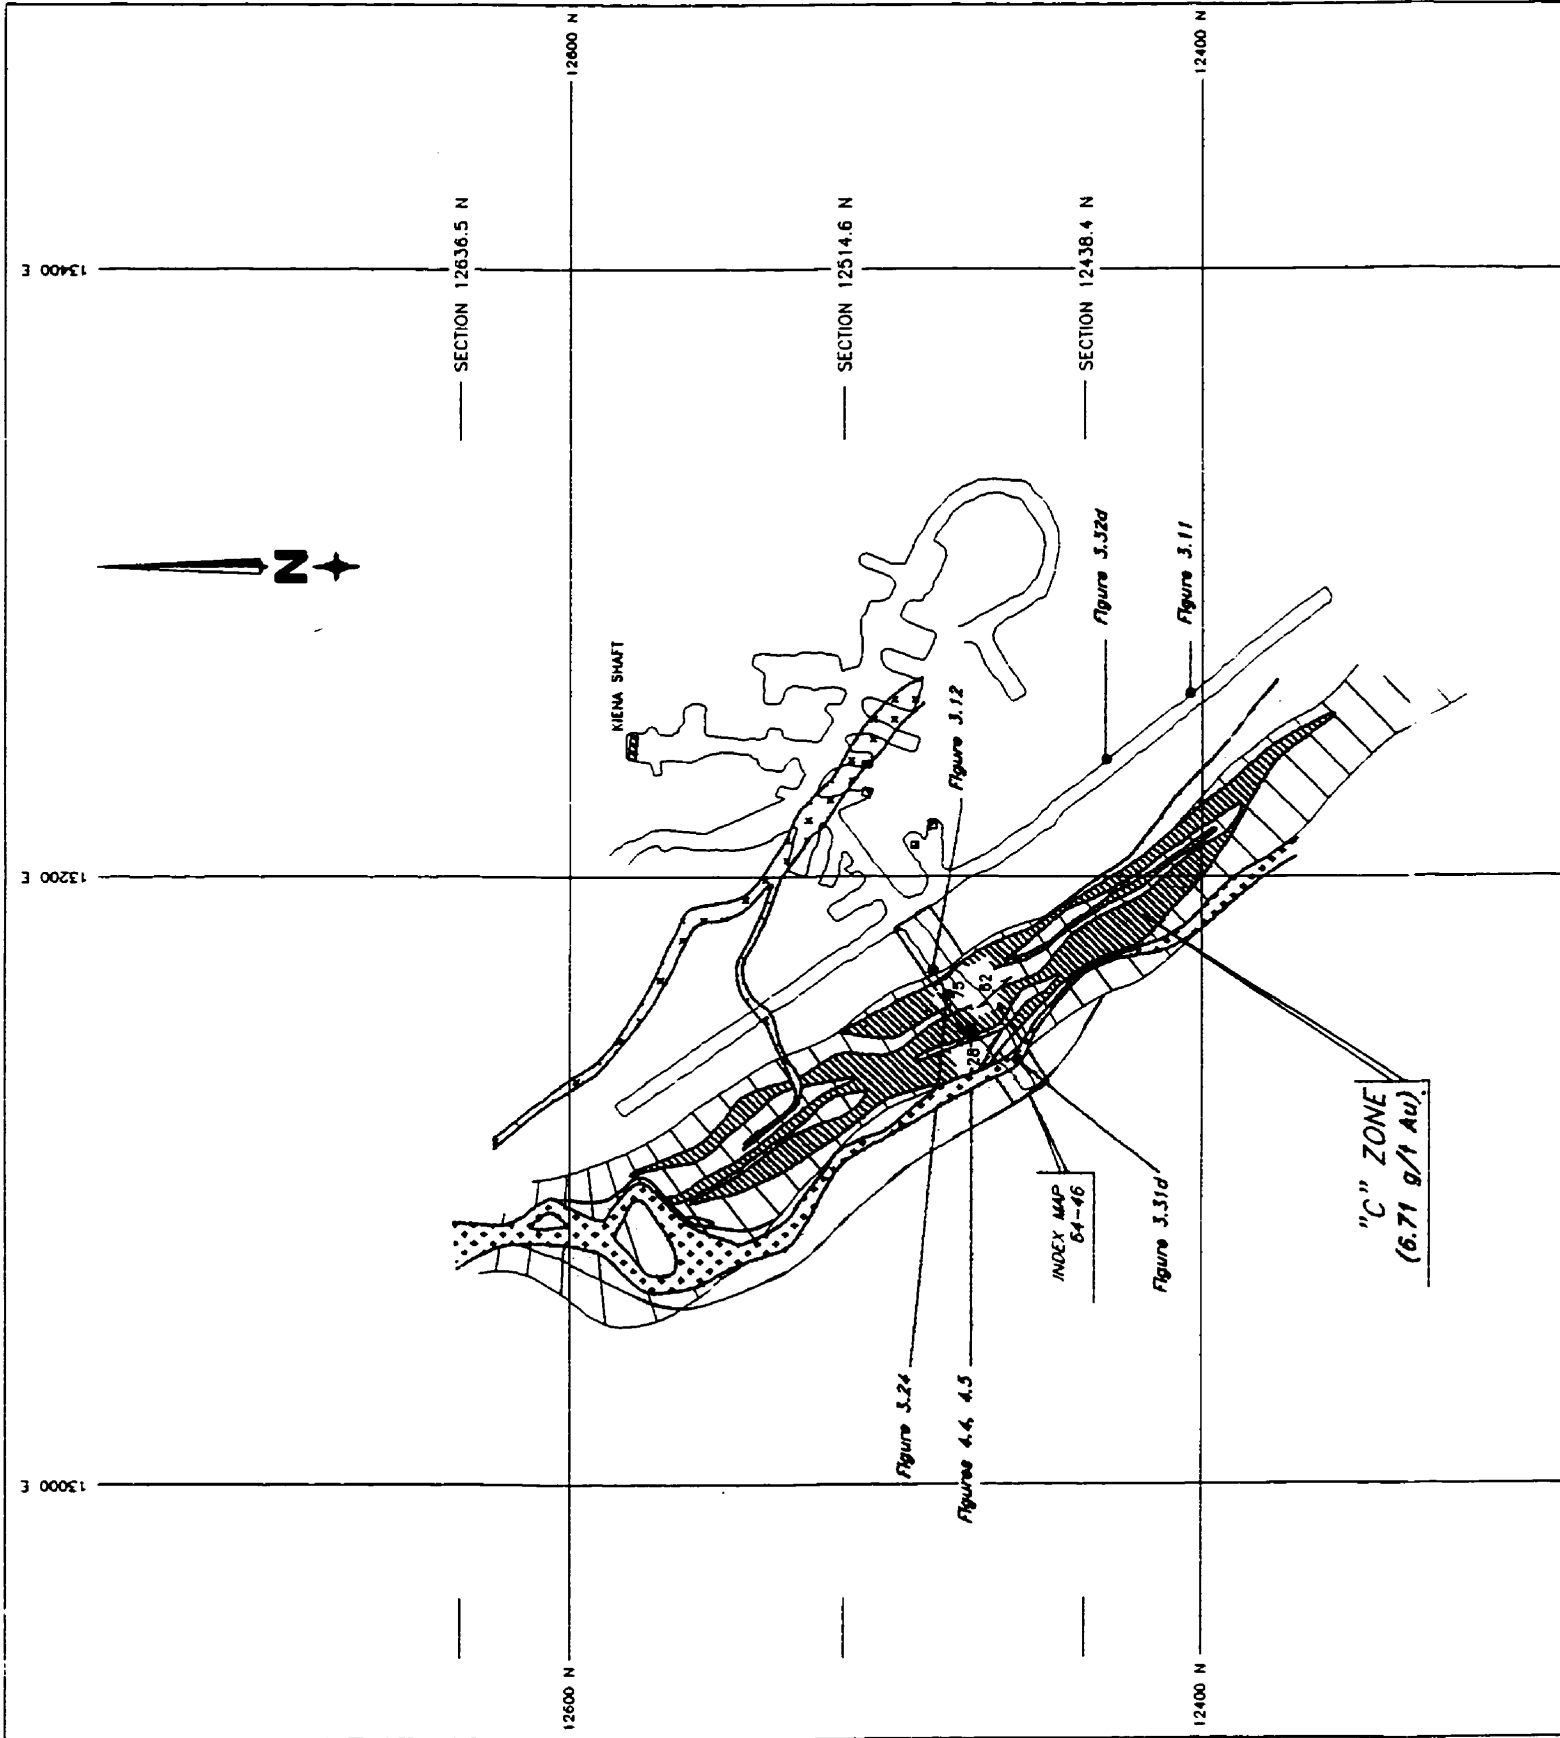 12600 N
12400 N
13400 E
SECTION 12636.5 N
SECTION 12514.6 N
SECTION 12438.4 N
N
KIENA SHAFT
Figure 3.32d
Figure 3.11
Figure 3.12
13200 E
75
62
28
INDEX MAP
64-46
Figure 3.31d
"C" ZONE
(6.71 g/t Au)
Figure 3.24
Figures 4.4, 4.5
13000 E
12600 N
12400 N